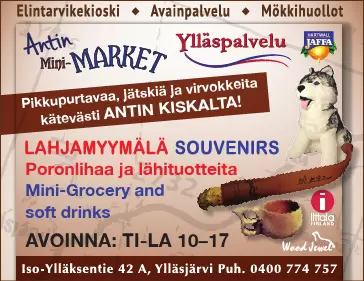 Elintarvikekioski ♦ Avainpalvelu ♦ Mökkihuollot
Antin
Mini-MARKET
Ylläspalvelu
HARTWALL
JAFFA
Pikkupurtavaa, jätskiä ja virvokkeita
kätevästi ANTIN KISKALTA!
LAHJAMYYMÄLÄ SOUVENIRS
Poronlihaa ja lähituotteita
Mini-Grocery and
soft drinks
AVOINNA: TI-LA 10–17
i
iittala
FINLAND
Wood Jewel
Iso-Ylläksentie 42 A, Ylläsjärvi Puh. 0400 774 757